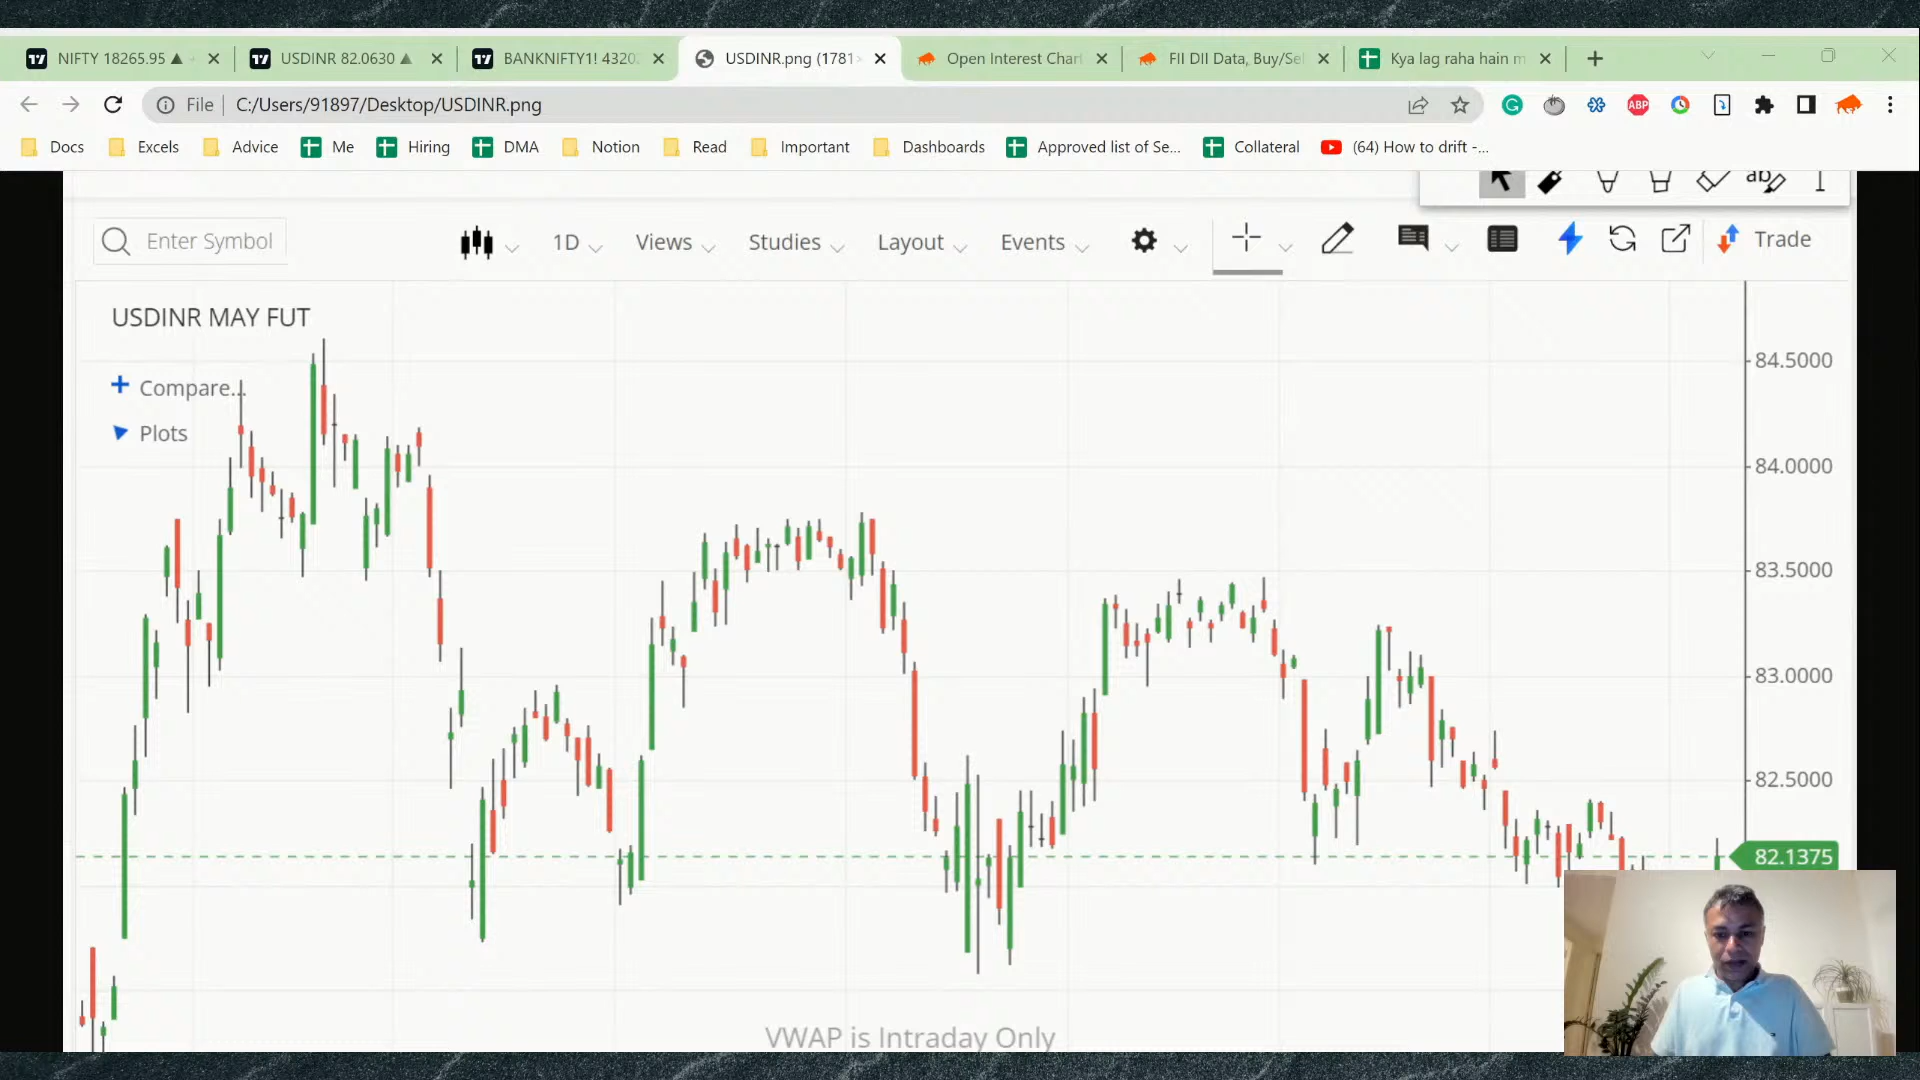 NIFTY 18265.95 ▲
USDINR 82.0630 ▲
BANKNIFTY1! 4320
USDINR.png (1781
Open Interest Chart
FII DII Data, Buy/Sel
Kya lag raha hain m
File
C:/Users/91897/Desktop/USDINR.png
ABP
Docs
Excels
Advice
Me
Hiring
DMA
Notion
Read
Important
Dashboards
Approved list of Se...
Collateral
(64) How to drift -...
ab
Enter Symbol
1D
Views
Studies
Layout
Events
Trade
USDINR MAY FUT
Compare...
Plots
84.5000
84.0000
83.5000
83.0000
82.5000
82.1375
VWAP is Intraday Only